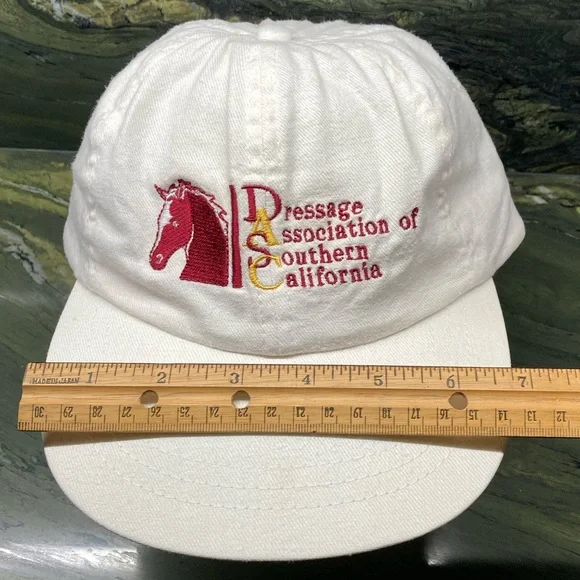 Dressage
Association of
Southern
California
1 2 3 4 5 6 7
MADE IN JAPAN
30 29 28 27 26 25 24 23 22 21 20 19 18 17 16 15 14 13 12